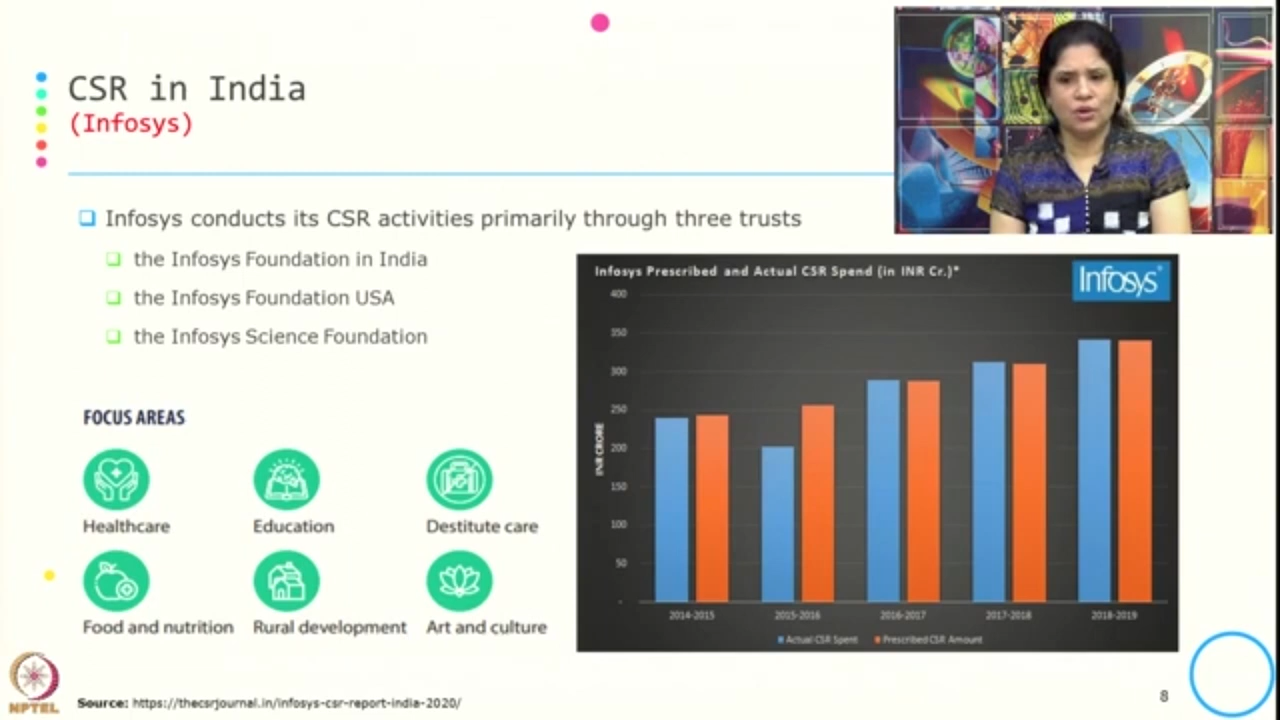 CSR in India
(Infosys)
Infosys conducts its CSR activities primarily through three trusts
the Infosys Foundation in India
the Infosys Foundation USA
the Infosys Science Foundation
FOCUS AREAS
Healthcare
Education
Destitute care
Food and nutrition
Rural development
Art and culture
Infosys Prescribed and Actual CSR Spend (in INR Cr.)*
Infosys®
INR CRORE
400
350
300
250
200
150
100
50
-
2014-2015
2015-2016
2016-2017
2017-2018
2018-2019
Actual CSR Spent
Prescribed CSR Amount
NPTEL
Source: https://thecsrjournal.in/infosys-csr-report-india-2020/
8